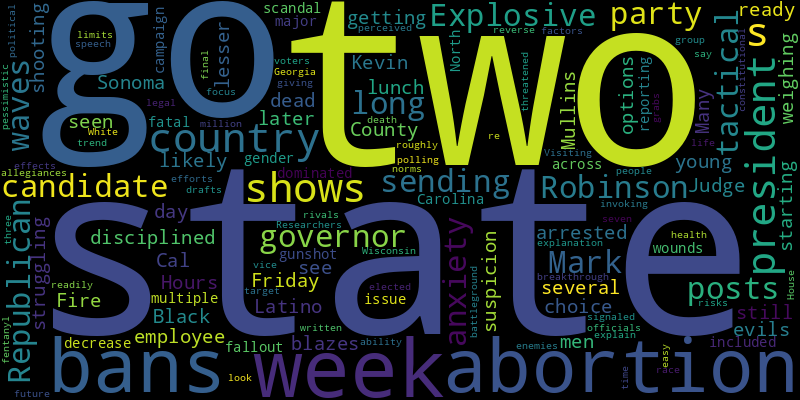 go
two
state
week
abortion
bans
country
president
Republican
candidate
shows
governor
Robinson
Explosive
party
ready
s
scandal
major
getting
limits
speech
political
shooting
campaign
perceived
reverse
factors
group
say
constitutional
weighing
waves
pessimistic
Sonoma
final
lesser
voters
Georgia
giving
Kevin
North
lunch
long
threatened
Mullins
options
reporting
grabs
Many
tactical
dead
later
focus
million
death
County
White
trend
legal
seen
fatal
roughly
polling
norms
re
likely
gender
across
Visiting
life
young
people
Judge
starting
allegiances
effects
efforts
drafts
dominated
sending
Carolina
invoking
day
rivals
Researchers
three
disciplined
struggling
Cal
Hours
gunshot
Wisconsin
see
vice
target
Friday
anxiety
suspicion
arrested
seven
explanation
health
wounds
Mark
breakthrough
House
readily
Fire
multiple
Latino
elected
issue
battleground
several
posts
risks
Black
written
choice
signaled
officials
explain
still
evils
fentanyl
decrease
employee
fallout
blazes
ability
enemies
men
included
look
time
easy
race
future